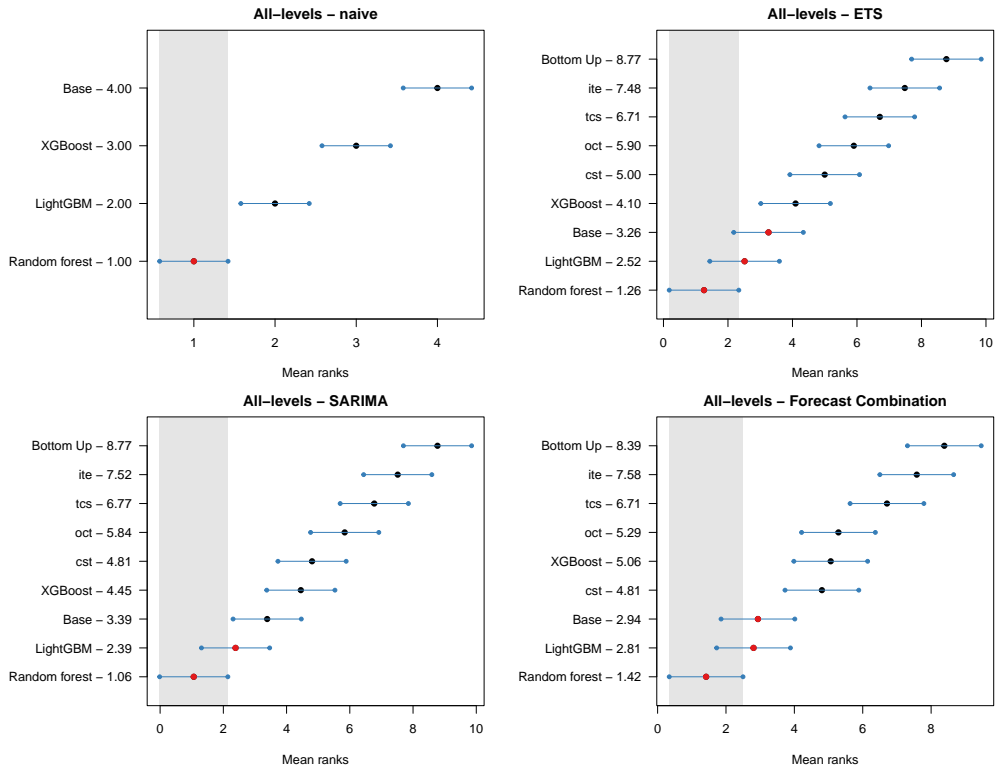 All–levels – naive
Base – 4.00
XGBoost – 3.00
LightGBM – 2.00
Random forest – 1.00
1 2 3 4
Mean ranks
All–levels – ETS
Bottom Up – 8.77
ite – 7.48
tcs – 6.71
oct – 5.90
cst – 5.00
XGBoost – 4.10
Base – 3.26
LightGBM – 2.52
Random forest – 1.26
0 2 4 6 8 10
Mean ranks
All–levels – SARIMA
Bottom Up – 8.77
ite – 7.52
tcs – 6.77
oct – 5.84
cst – 4.81
XGBoost – 4.45
Base – 3.39
LightGBM – 2.39
Random forest – 1.06
0 2 4 6 8 10
Mean ranks
All–levels – Forecast Combination
Bottom Up – 8.39
ite – 7.58
tcs – 6.71
oct – 5.29
XGBoost – 5.06
cst – 4.81
Base – 2.94
LightGBM – 2.81
Random forest – 1.42
0 2 4 6 8
Mean ranks